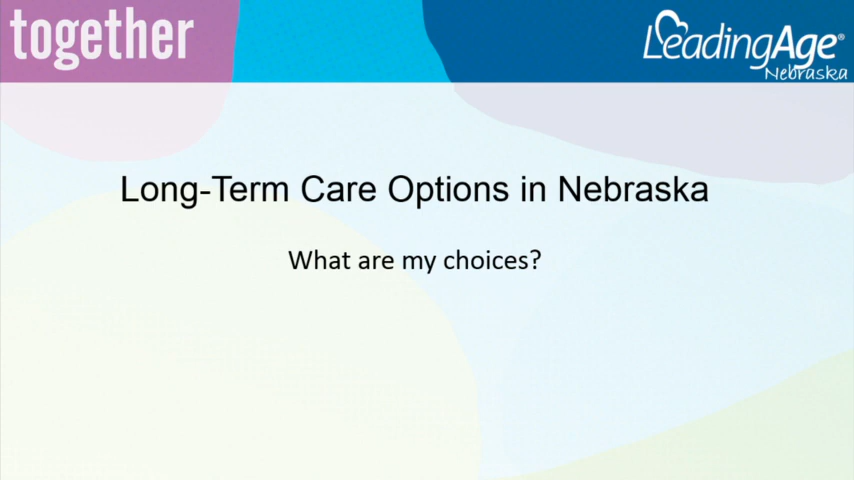 together
LeadingAge®
Nebraska
Long-Term Care Options in Nebraska
What are my choices?